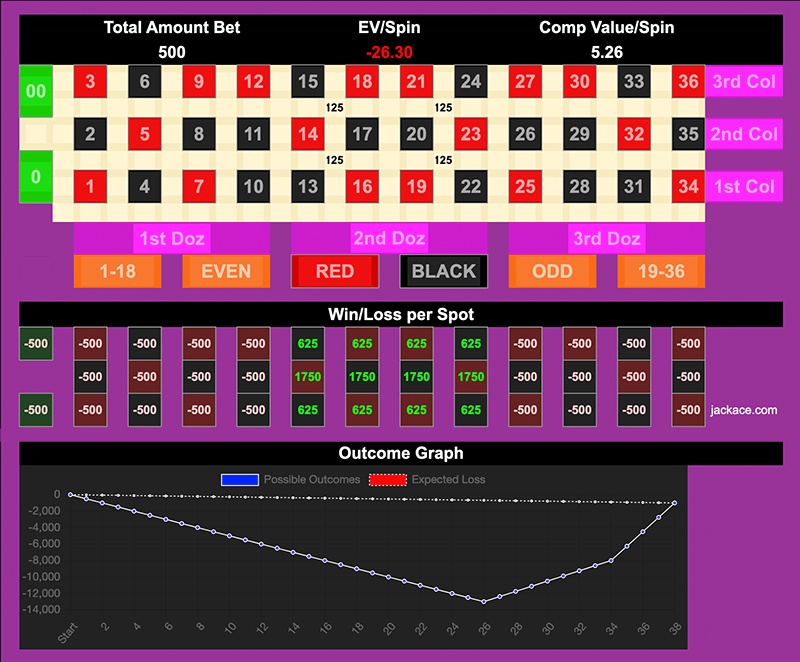 Total Amount Bet EV/Spin Comp Value/Spin
500 -26.30 5.26
00 3 6 9 12 15 18 21 24 27 30 33 36 3rd Col
125 125
2 5 8 11 14 17 20 23 26 29 32 35 2nd Col
125 125
0 1 4 7 10 13 16 19 22 25 28 31 34 1st Col
1st Doz 2nd Doz 3rd Doz
1-18 EVEN RED BLACK ODD 19-36
Win/Loss per Spot
-500 -500 -500 -500 -500 625 625 625 625 -500 -500 -500 -500
-500 -500 -500 -500 1750 1750 1750 1750 -500 -500 -500 -500
-500 -500 -500 -500 -500 625 625 625 625 -500 -500 -500 -500 jackace.com
Outcome Graph
Possible Outcomes Expected Loss
0
-2,000
-4,000
-6,000
-8,000
-10,000
-12,000
-14,000
Start 2 4 6 8 10 12 14 16 18 20 22 24 26 28 30 32 34 36 38